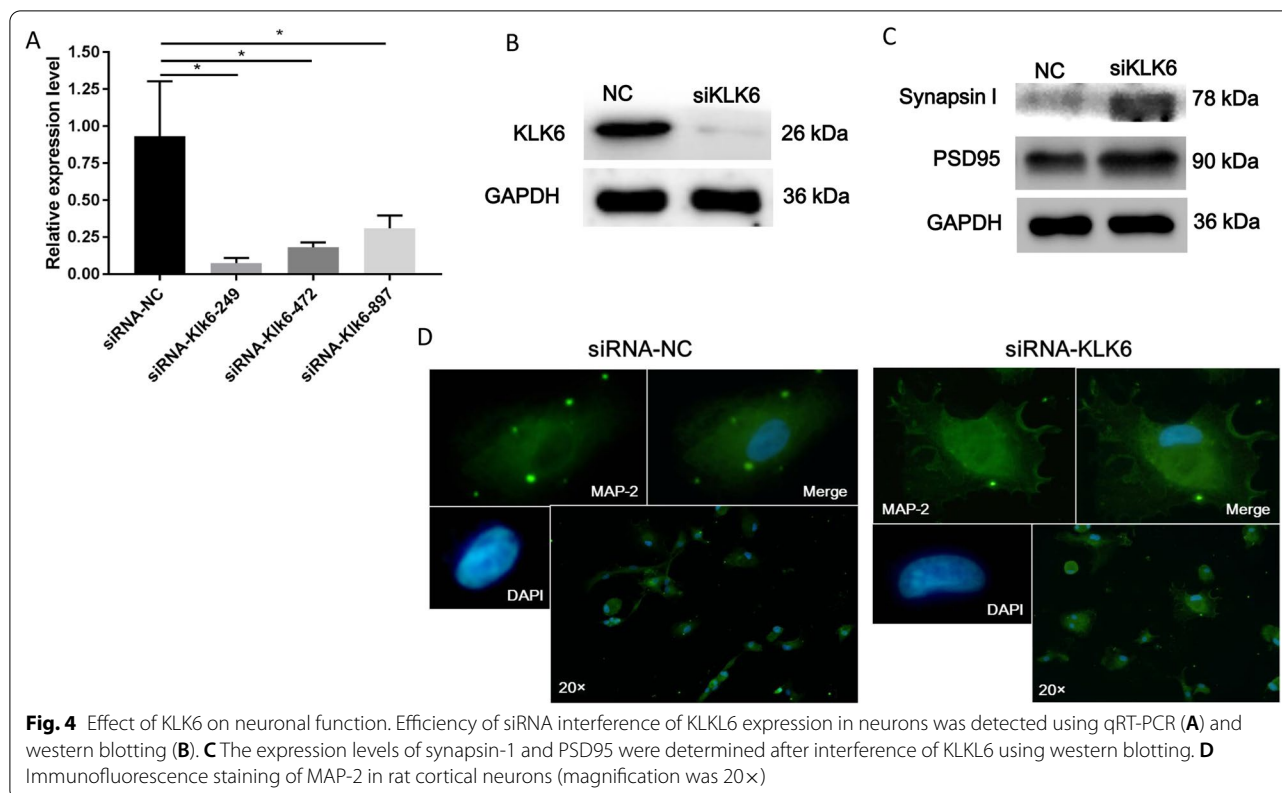 A
Relative expression level
1.50
1.25
1.00
0.75
0.50
0.25
0.00
*
*
*
siRNA-NC
siRNA-Klk6-249
siRNA-Klk6-472
siRNA-Klk6-897
B
NC siKLK6
KLK6 26 kDa
GAPDH 36 kDa
C
NC siKLK6
Synapsin I 78 kDa
PSD95 90 kDa
GAPDH 36 kDa
D
siRNA-NC
MAP-2
Merge
DAPI
20×
siRNA-KLK6
MAP-2
Merge
DAPI
20×
Fig. 4 Effect of KLK6 on neuronal function. Efficiency of siRNA interference of KLKL6 expression in neurons was detected using qRT-PCR (A) and
western blotting (B). C The expression levels of synapsin-1 and PSD95 were determined after interference of KLKL6 using western blotting. D
Immunofluorescence staining of MAP-2 in rat cortical neurons (magnification was 20×)